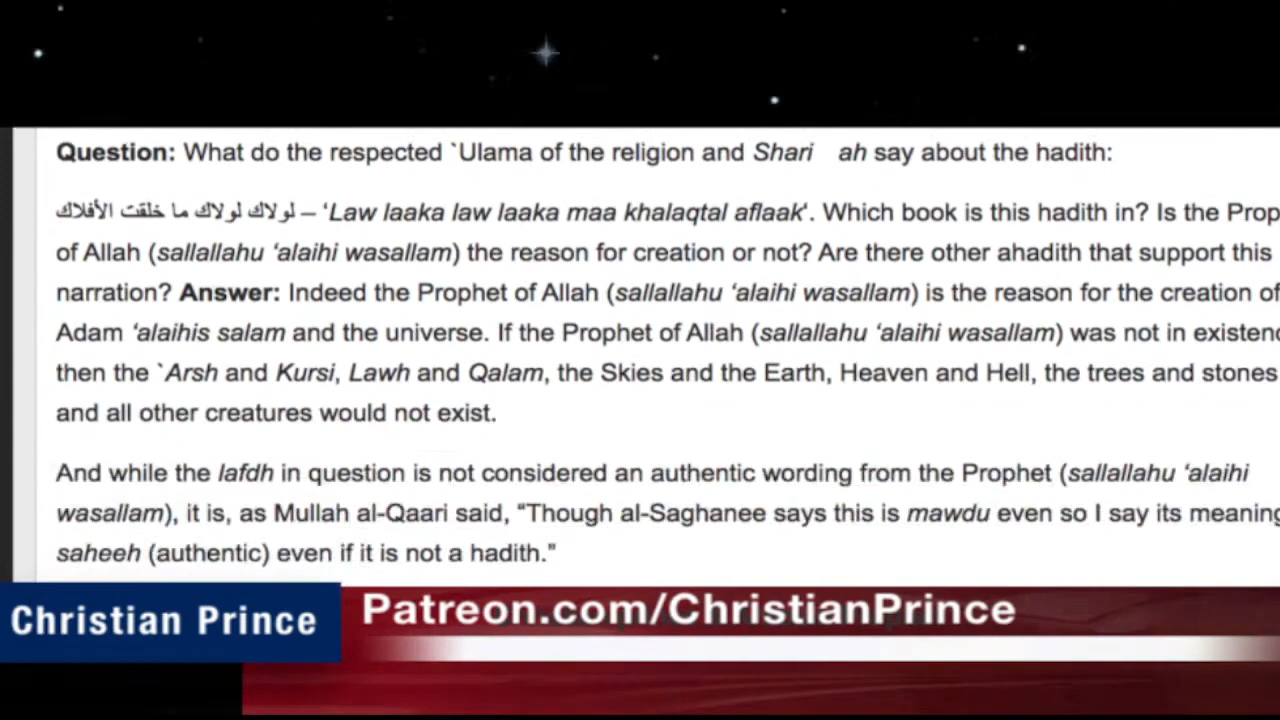 Question: What do the respected `Ulama of the religion and Shari ah say about the hadith:
لولاك لولاك ما خلقت الأفلاك – ‘Law laaka law laaka maa khalaqtal aflaak‘. Which book is this hadith in? Is the Prop
of Allah (sallallahu ‘alaihi wasallam) the reason for creation or not? Are there other ahadith that support this
narration? Answer: Indeed the Prophet of Allah (sallallahu ‘alaihi wasallam) is the reason for the creation of
Adam ‘alaihis salam and the universe. If the Prophet of Allah (sallallahu ‘alaihi wasallam) was not in existenc
then the `Arsh and Kursi, Lawh and Qalam, the Skies and the Earth, Heaven and Hell, the trees and stones
and all other creatures would not exist.
And while the lafdh in question is not considered an authentic wording from the Prophet (sallallahu ‘alaihi
wasallam), it is, as Mullah al-Qaari said, “Though al-Saghanee says this is mawdu even so I say its meaning
saheeh (authentic) even if it is not a hadith.”
Christian Prince
Patreon.com/ChristianPrince